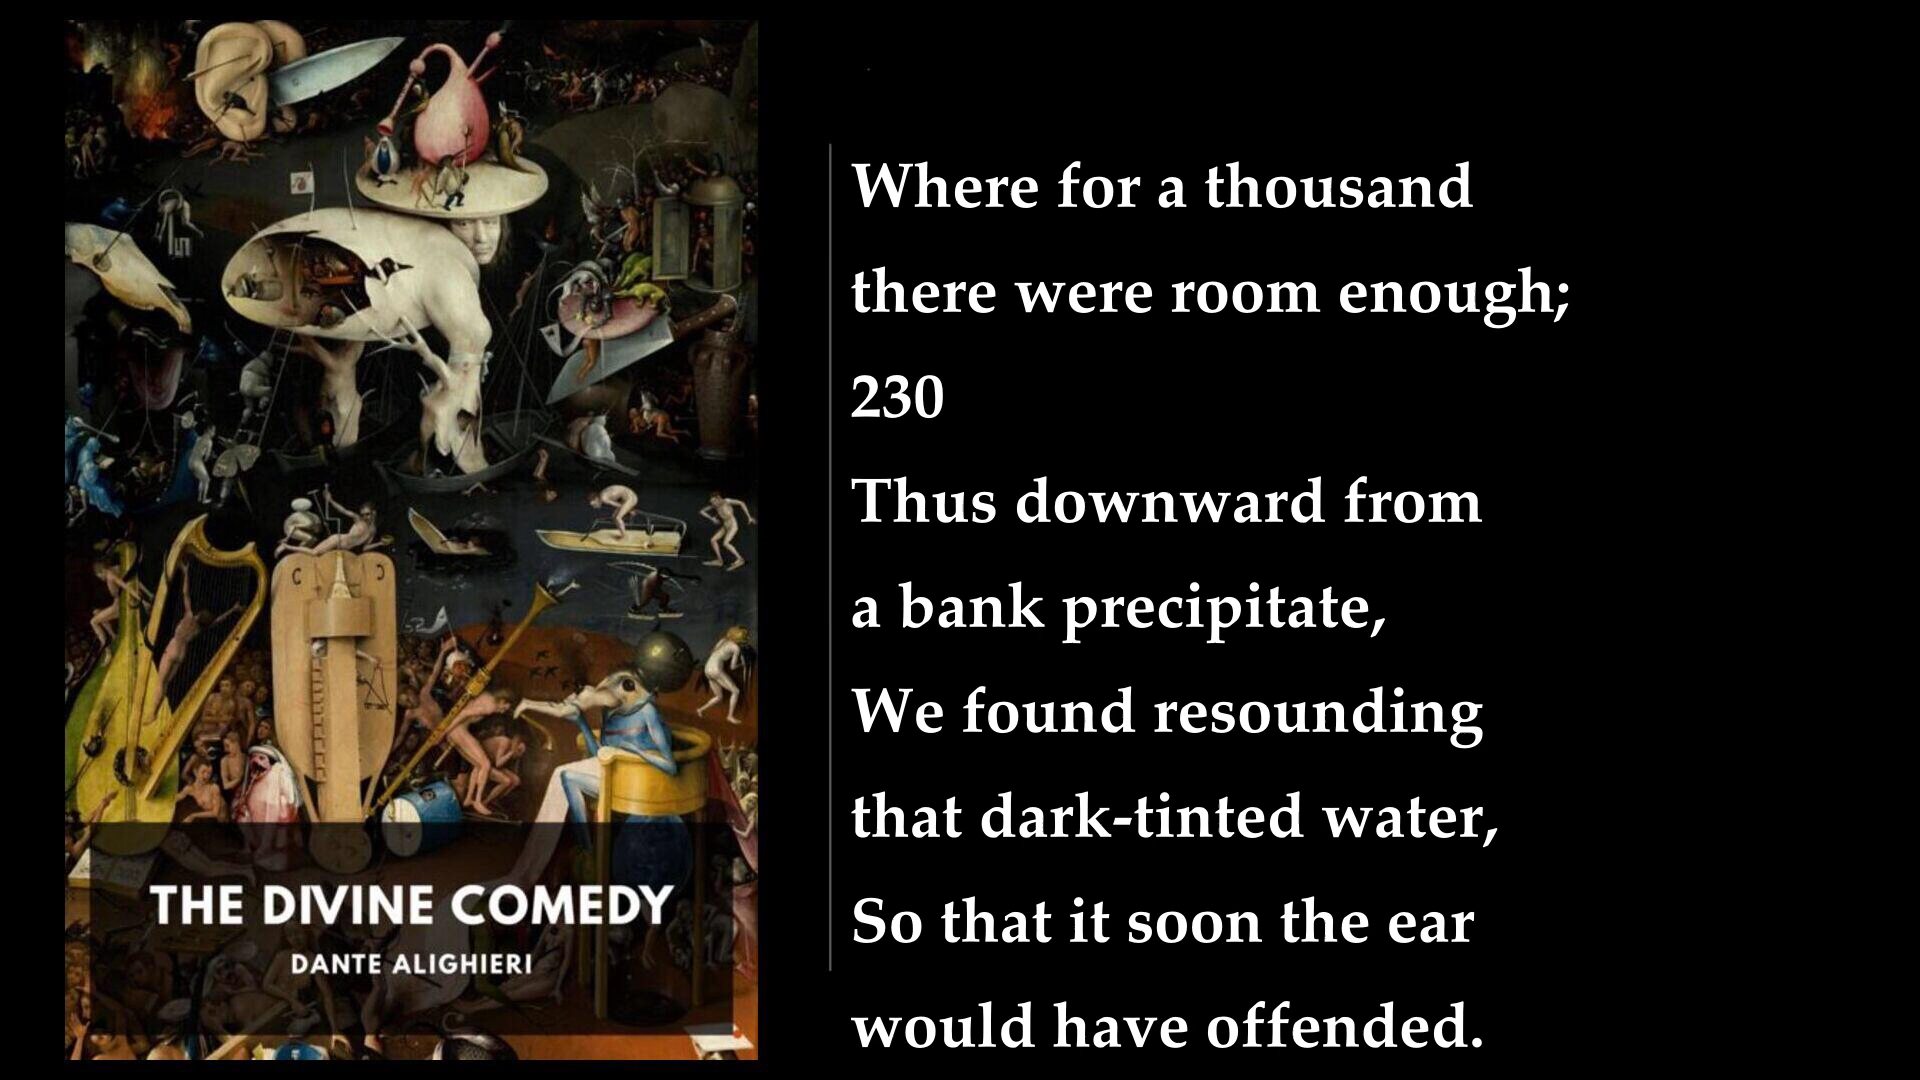 THE DIVINE COMEDY
DANTE ALIGHIERI
Where for a thousand
there were room enough;
230
Thus downward from
a bank precipitate,
We found resounding
that dark-tinted water,
So that it soon the ear
would have offended.